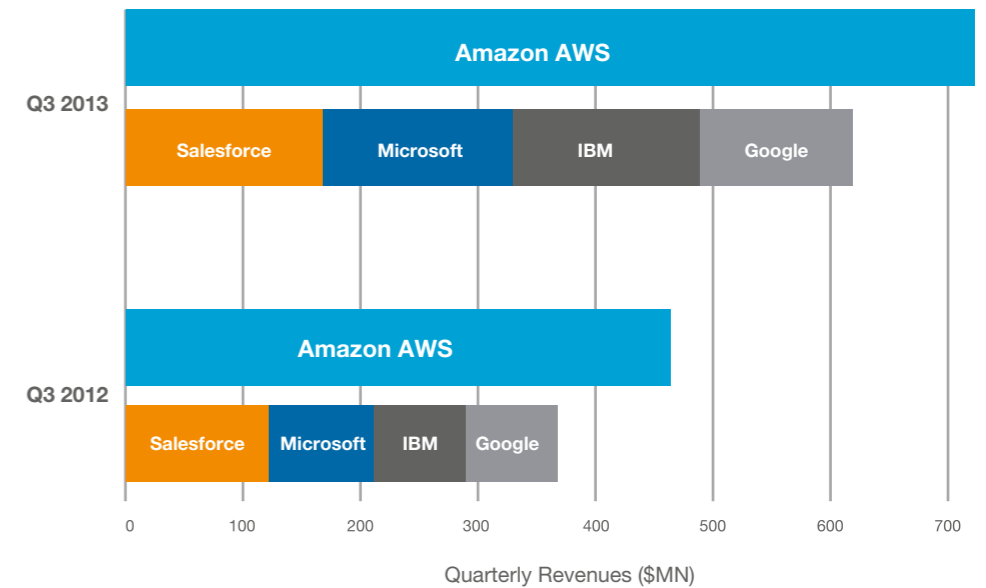 Amazon AWS
Q3 2013
Salesforce Microsoft IBM Google
Amazon AWS
Q3 2012
Salesforce Microsoft IBM Google
0 100 200 300 400 500 600 700
Quarterly Revenues ($MN)